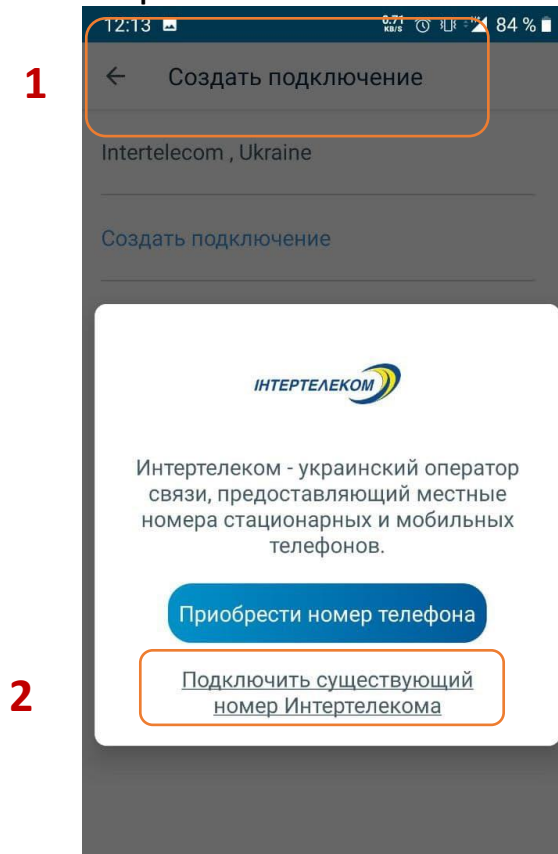 12:13 0.71 KB/S 84 %
1
← Создать подключение
Intertelecom , Ukraine
Создать подключение
ІНТЕРТЕЛЕКОМ
Интертелеком - украинский оператор
связи, предоставляющий местные
номера стационарных и мобильных
телефонов.
Приобрести номер телефона
2
Подключить существующий
номер Интертелекома